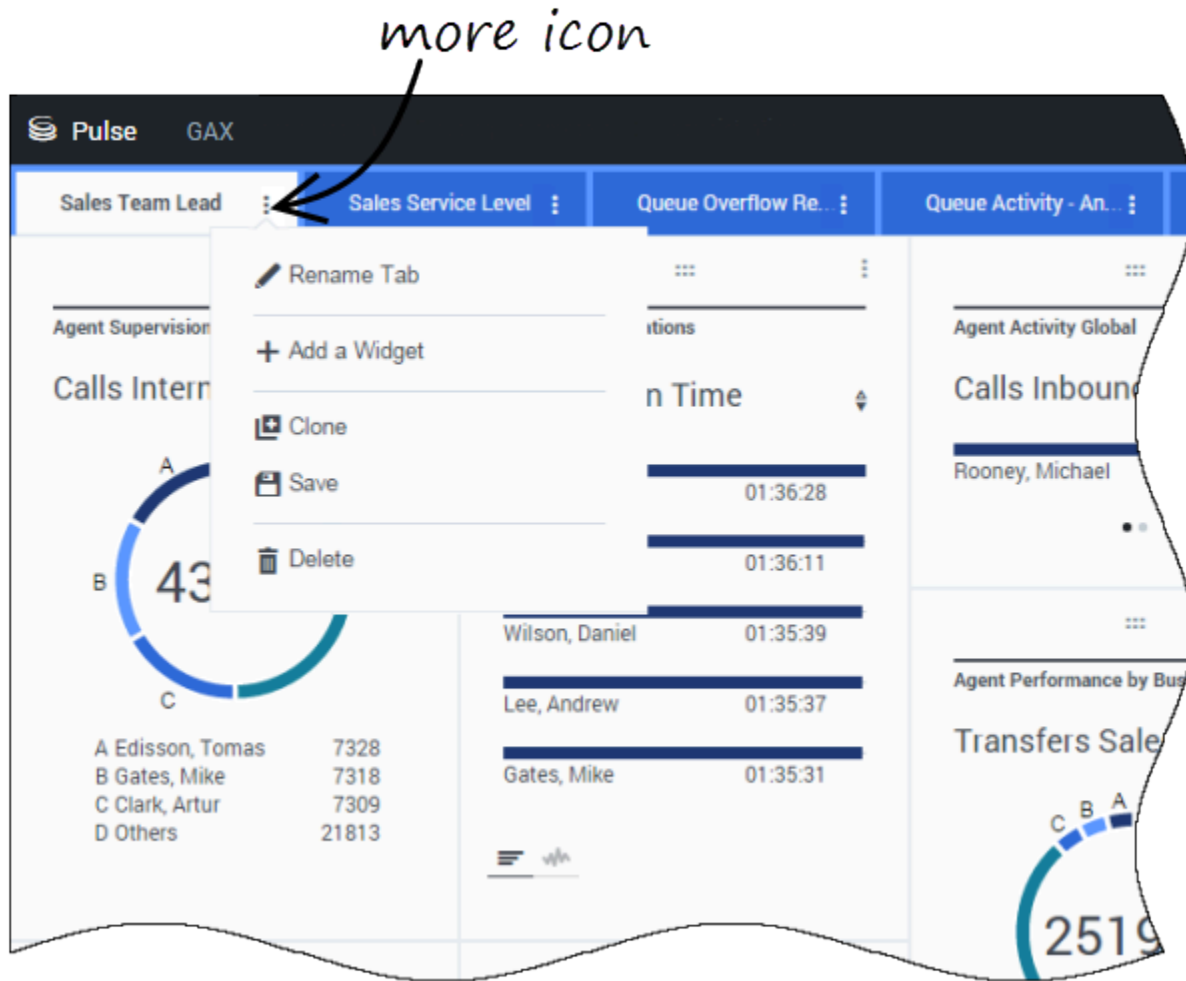 more icon
Pulse GAX
Sales Team Lead
Sales Service Level
Queue Overflow Re...
Queue Activity - An...
Rename Tab
Add a Widget
Clone
Save
Delete
Agent Supervision
Calls Intern
43
A
B
C
A Edisson, Tomas 7328
B Gates, Mike 7318
C Clark, Artur 7309
D Others 21813
n Time
01:36:28
01:36:11
Wilson, Daniel 01:35:39
Lee, Andrew 01:35:37
Gates, Mike 01:35:31
Agent Activity Global
Calls Inbound
Rooney, Michael
Agent Performance by Bus
Transfers Sale
C B A
2519